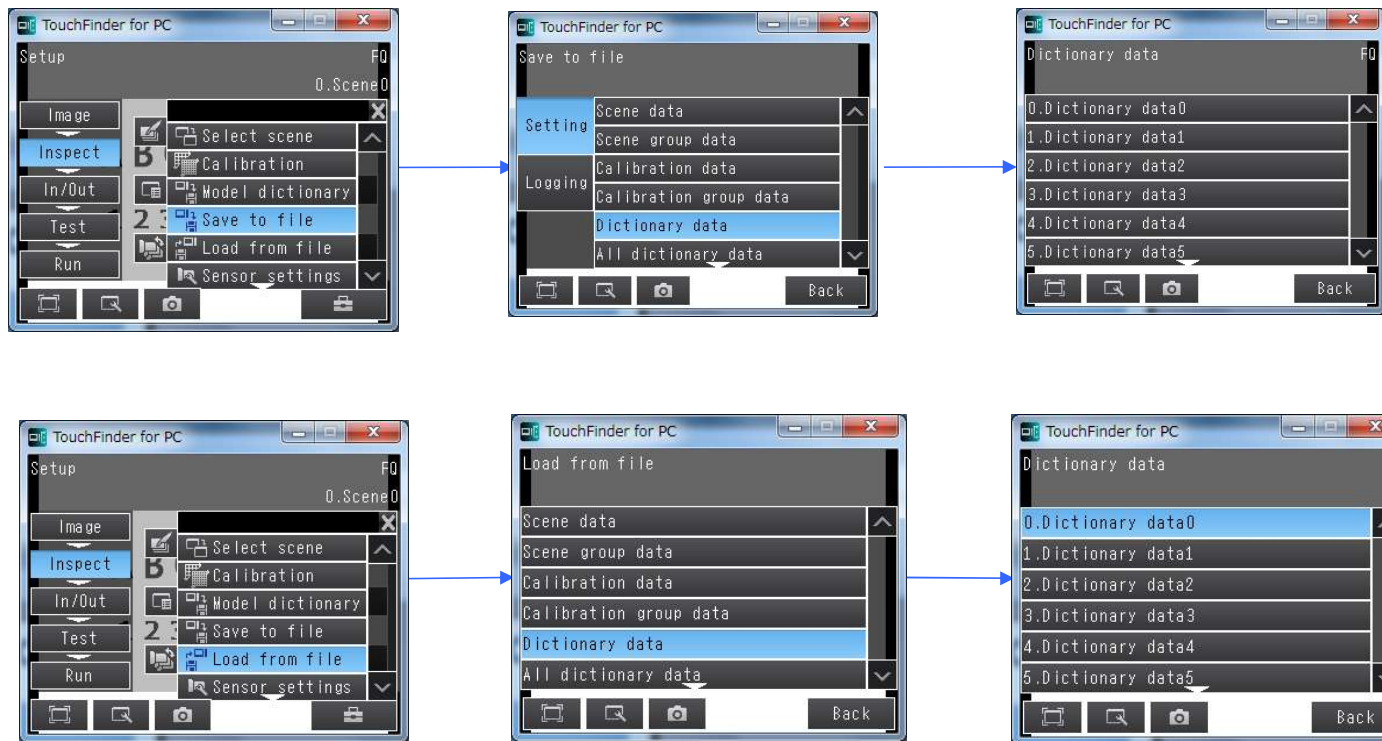 TouchFinder for PC
Setup FQ
0.Scene0
Image
Inspect
In/Out
Test
Run
Select scene
Calibration
Model dictionary
Save to file
Load from file
Sensor settings
TouchFinder for PC
Save to file
Setting
Logging
Scene data
Scene group data
Calibration data
Calibration group data
Dictionary data
All dictionary data
Back
TouchFinder for PC
Dictionary data FQ
0.Dictionary data0
1.Dictionary data1
2.Dictionary data2
3.Dictionary data3
4.Dictionary data4
5.Dictionary data5
Back
TouchFinder for PC
Setup FQ
0.Scene0
Image
Inspect
In/Out
Test
Run
Select scene
Calibration
Model dictionary
Save to file
Load from file
Sensor settings
TouchFinder for PC
Load from file
Scene data
Scene group data
Calibration data
Calibration group data
Dictionary data
All dictionary data
Back
TouchFinder for PC
Dictionary data
0.Dictionary data0
1.Dictionary data1
2.Dictionary data2
3.Dictionary data3
4.Dictionary data4
5.Dictionary data5
Back